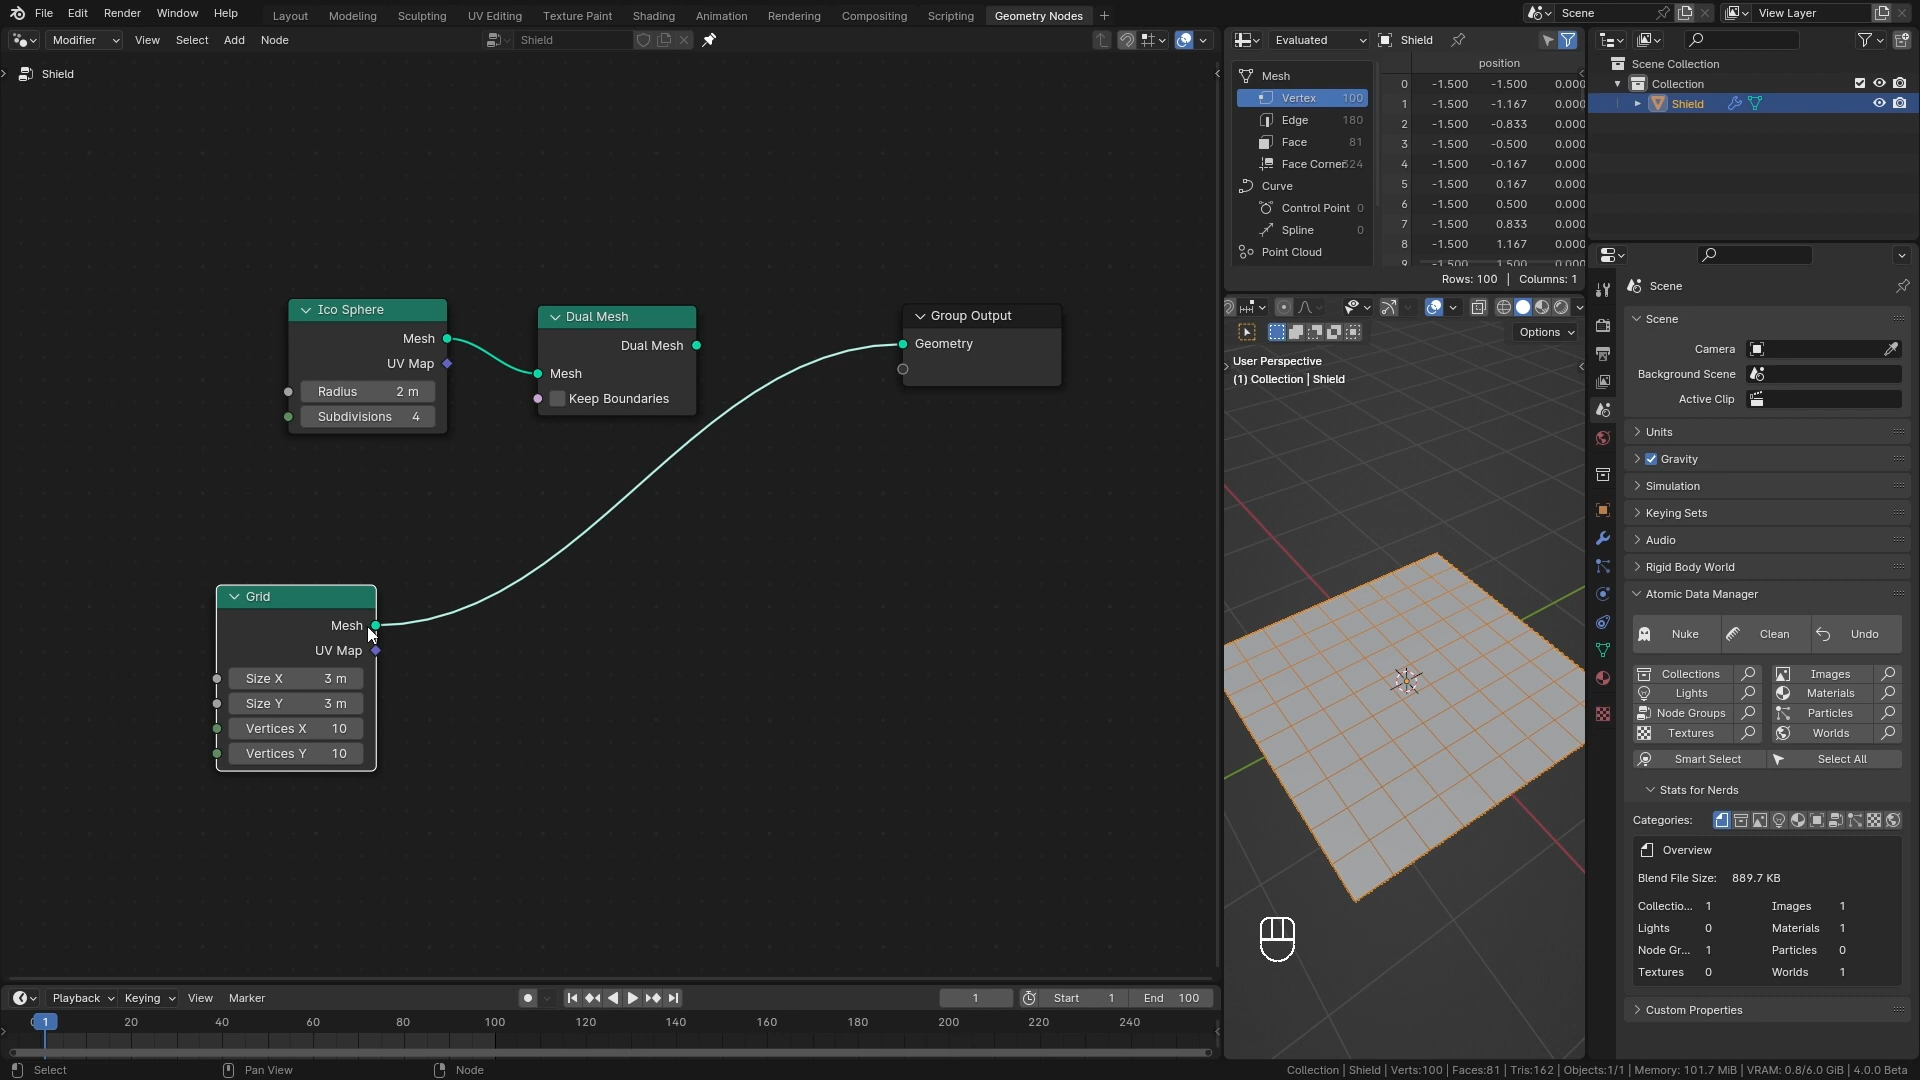 File Edit Render Window Help Layout Modeling Sculpting UV Editing Texture Paint Shading Animation Rendering Compositing Scripting Geometry Nodes + Scene View Layer
Modifier View Select Add Node Shield
Shield
Ico Sphere
Mesh
UV Map
Radius 2 m
Subdivisions 4
Dual Mesh
Dual Mesh
Mesh
Keep Boundaries
Group Output
Geometry
Grid
Mesh
UV Map
Size X 3 m
Size Y 3 m
Vertices X 10
Vertices Y 10
Evaluated Shield
Mesh
Vertex 100
Edge 180
Face 81
Face Corner
Curve
Control Point 0
Spline 0
Point Cloud
position
0 -1.500 -1.500 0.000
1 -1.500 -1.167 0.000
2 -1.500 -0.833 0.000
3 -1.500 -0.500 0.000
4 -1.500 -0.167 0.000
5 -1.500 0.167 0.000
6 -1.500 0.500 0.000
7 -1.500 0.833 0.000
8 -1.500 1.167 0.000
9 -1.500 1.500 0.000
Rows: 100 | Columns: 1
Options
User Perspective
(1) Collection | Shield
Scene Collection
Collection
Shield
Scene
Scene
Camera
Background Scene
Active Clip
Units
Gravity
Simulation
Keying Sets
Audio
Rigid Body World
Atomic Data Manager
Nuke Clean Undo
Collections Images
Lights Materials
Node Groups Particles
Textures Worlds
Smart Select Select All
Stats for Nerds
Categories:
Overview
Blend File Size: 889.7 KB
Collectio... 1 Images 1
Lights 0 Materials 1
Node Gr... 1 Particles 0
Textures 0 Worlds 1
Custom Properties
Playback Keying View Marker 1 Start 1 End 100
1 20 40 60 80 100 120 140 160 180 200 220 240
Select Pan View Node Collection | Shield | Verts:100 | Faces:81 | Tris:162 | Objects:1/1 | Memory: 101.7 MiB | VRAM: 0.8/6.0 GiB | 4.0.0 Beta